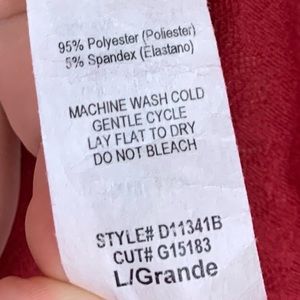 95% Polyester (Poliester)
5% Spandex (Elastano)
MACHINE WASH COLD
GENTLE CYCLE
LAY FLAT TO DRY
DO NOT BLEACH
STYLE# D11341B
CUT# G15183
L/Grande